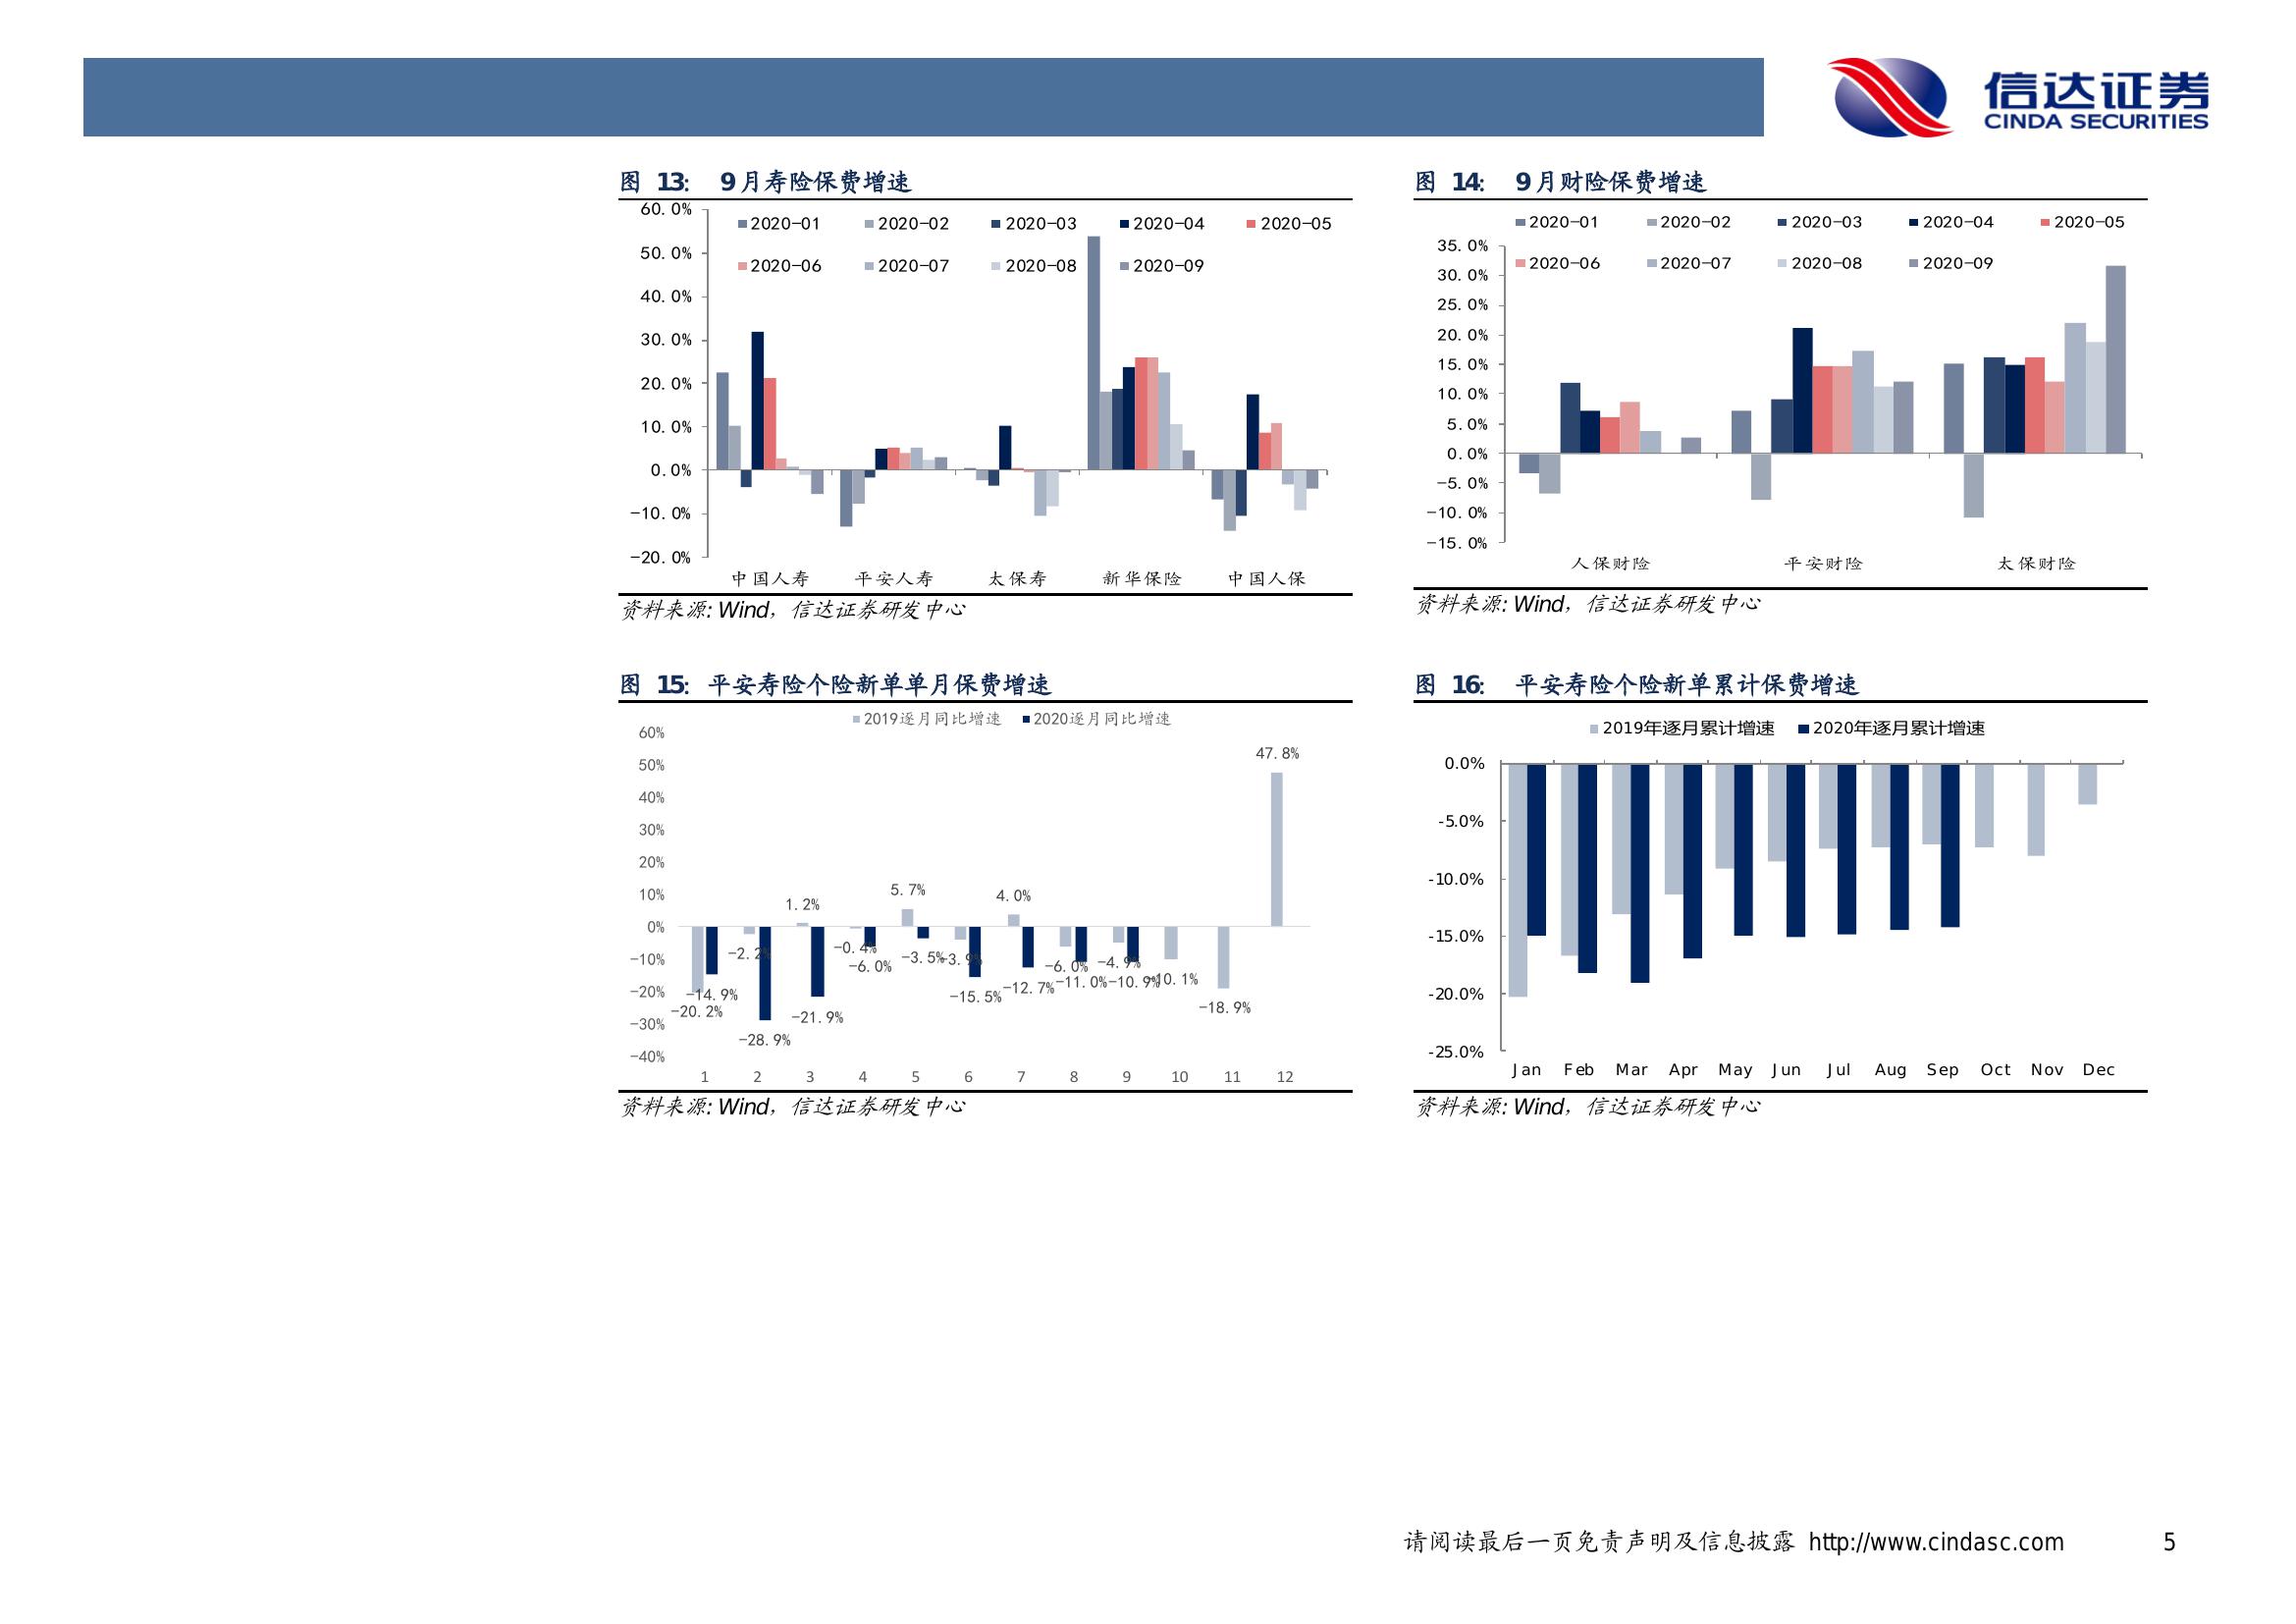 信达证券
CINDA SECURITIES
图 13: 9月寿险保费增速
60.0%
50.0%
40.0%
30.0%
20.0%
10.0%
0.0%
-10.0%
-20.0%
2020-01 2020-02 2020-03 2020-04 2020-05
2020-06 2020-07 2020-08 2020-09
中国人寿 平安人寿 太保寿 新华保险 中国人保
资料来源: Wind, 信达证券研发中心
图 14: 9月财险保费增速
2020-01 2020-02 2020-03 2020-04 2020-05
2020-06 2020-07 2020-08 2020-09
35.0%
30.0%
25.0%
20.0%
15.0%
10.0%
5.0%
0.0%
-5.0%
-10.0%
-15.0%
人保财险 平安财险 太保财险
资料来源: Wind, 信达证券研发中心
图 15: 平安寿险个险新单单月保费增速
2019逐月同比增速 2020逐月同比增速
60%
50%
40%
30%
20%
10%
0%
-10%
-20%
-30%
-40%
-20.2% -2.2% 1.2% -0.4% 5.7% -3.9% 4.0% -6.0% -4.9% -10.1% -18.9% 47.8%
-14.9% -28.9% -21.9% -6.0% -3.5% -15.5% -12.7% -11.0% -10.9%
1 2 3 4 5 6 7 8 9 10 11 12
资料来源: Wind, 信达证券研发中心
图 16: 平安寿险个险新单累计保费增速
2019年逐月累计增速 2020年逐月累计增速
0.0%
-5.0%
-10.0%
-15.0%
-20.0%
-25.0%
Jan Feb Mar Apr May Jun Jul Aug Sep Oct Nov Dec
资料来源: Wind, 信达证券研发中心
请阅读最后一页免责声明及信息披露 http://www.cindasc.com 5